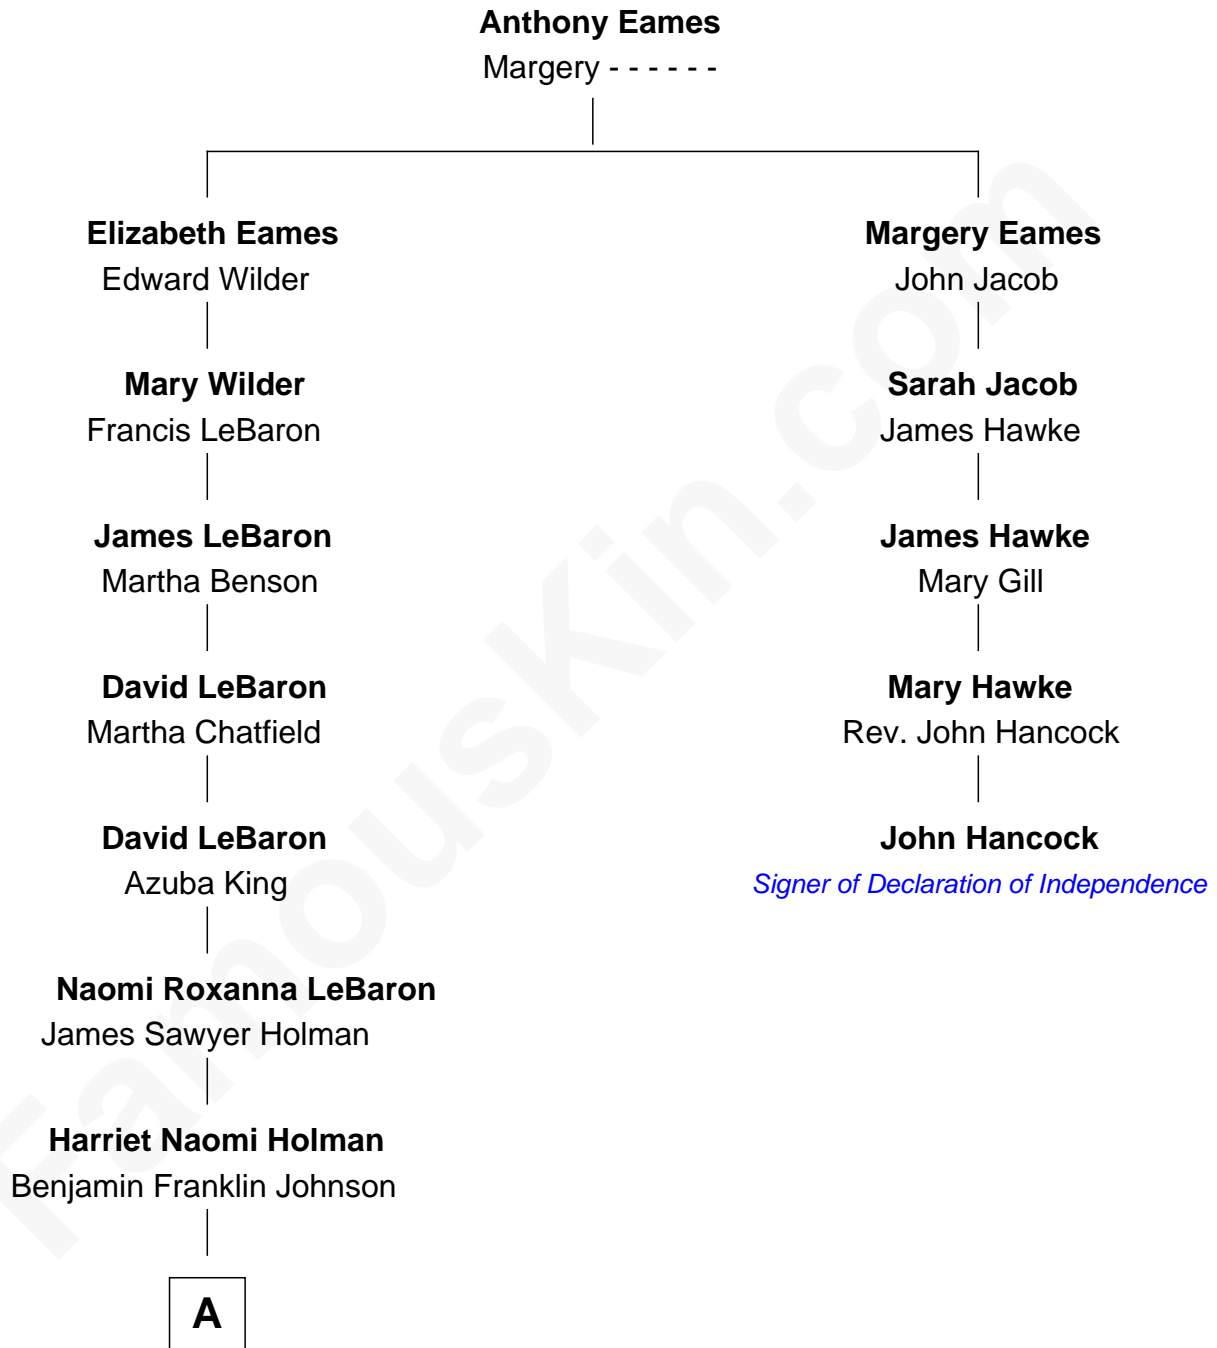 Anthony Eames
Margery - - - - - -
Elizabeth Eames
Edward Wilder
Mary Wilder
Francis LeBaron
James LeBaron
Martha Benson
David LeBaron
Martha Chatfield
David LeBaron
Azuba King
Naomi Roxanna LeBaron
James Sawyer Holman
Harriet Naomi Holman
Benjamin Franklin Johnson
A
Margery Eames
John Jacob
Sarah Jacob
James Hawke
James Hawke
Mary Gill
Mary Hawke
Rev. John Hancock
John Hancock
Signer of Declaration of Independence
FamousKin.com